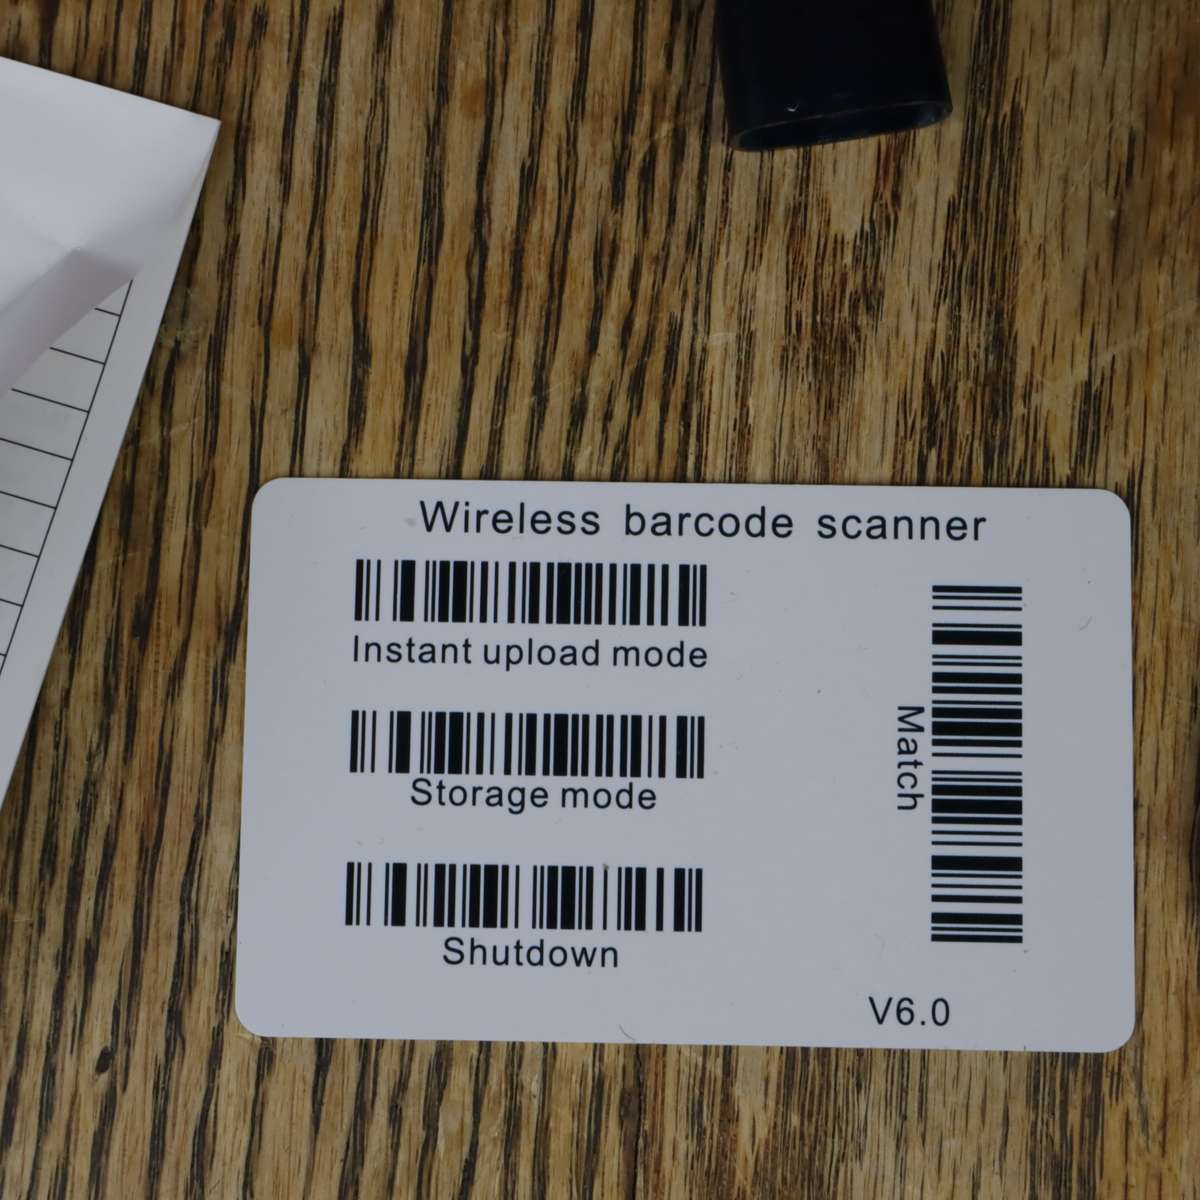 Wireless barcode scanner
Instant upload mode
Storage mode
Shutdown
Match
V6.0